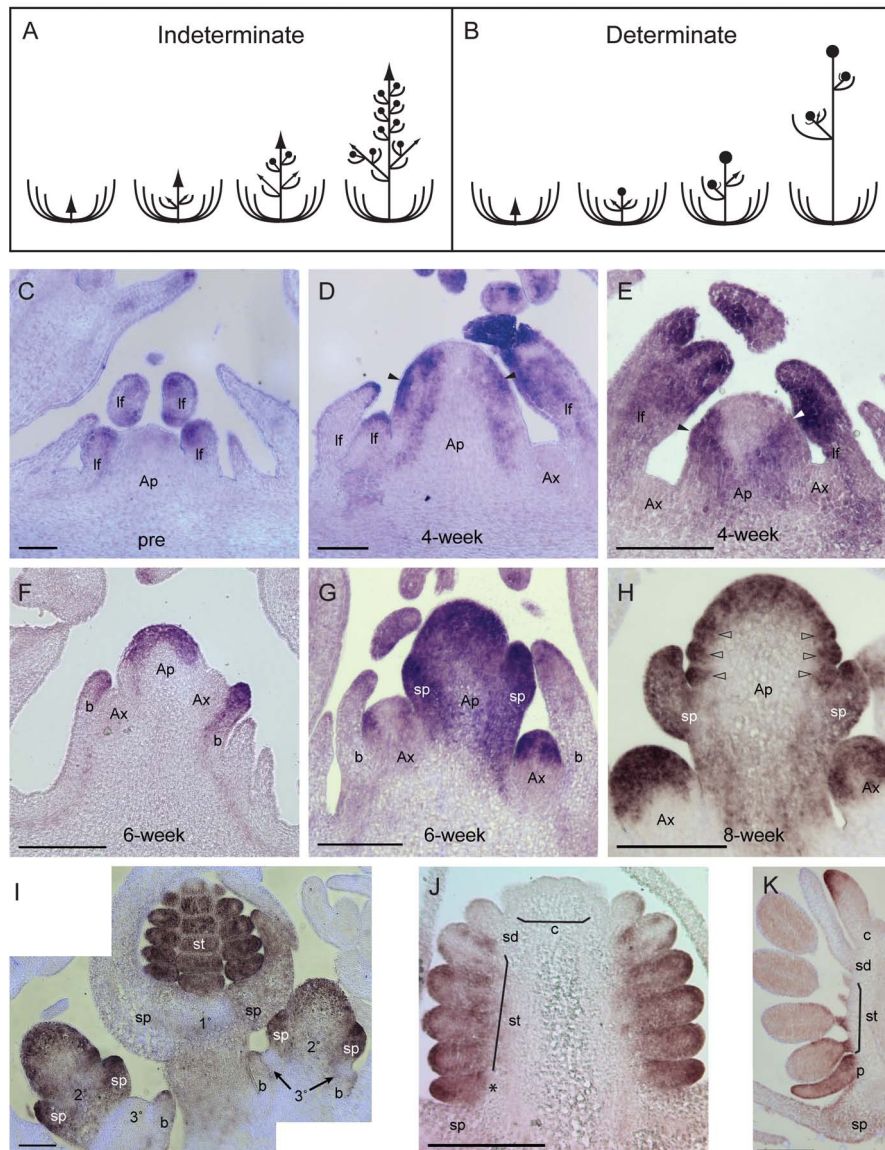 A
Indeterminate
B
Determinate
C
lf
lf
lf
lf
Ap
pre
D
lf
lf
lf
Ap
Ax
4-week
E
lf
lf
Ax
Ap
Ax
4-week
F
Ap
b
Ax
Ax
b
6-week
G
sp
sp
Ap
b
Ax
Ax
b
6-week
H
Ap
sp
sp
Ax
Ax
8-week
I
st
sp
sp
1°
sp
2°
sp
2°
sp
sp
b
3°
b
3°
b
J
c
sd
st
*
sp
K
c
sd
st
p
sp